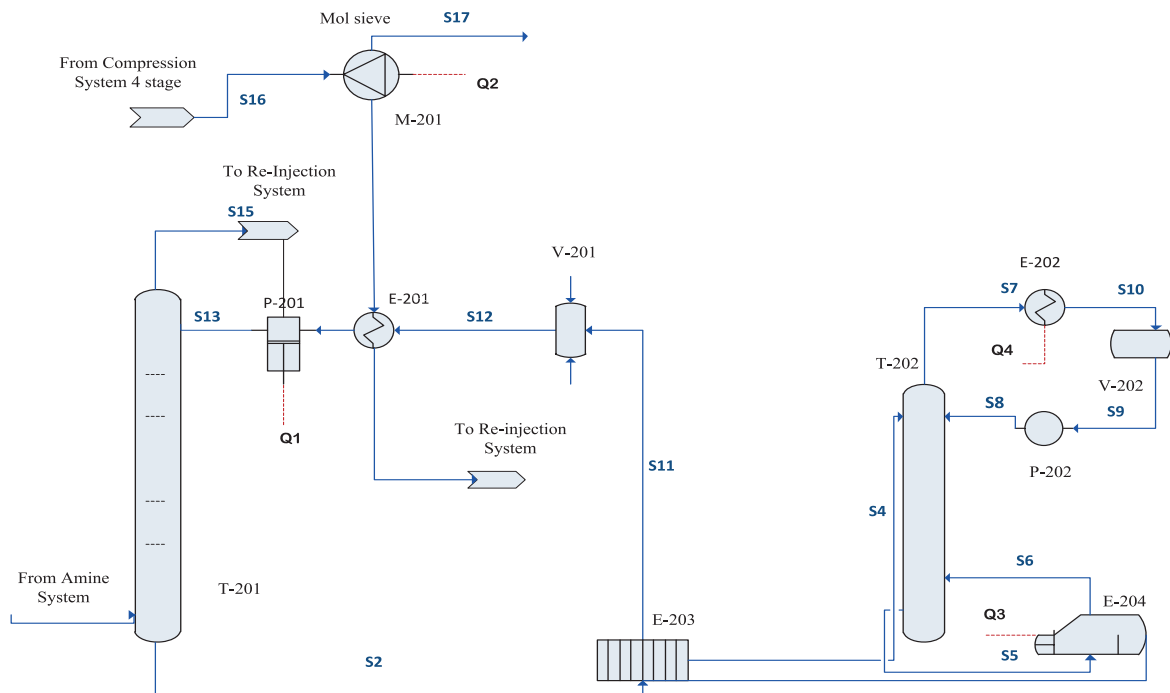 S17
Mol sieve
From Compression
System 4 stage
S16
Q2
M-201
To Re-Injection
System
S15
V-201
E-202
S7
S10
P-201
E-201
S13
S12
Q4
T-202
V-202
S8
S9
Q1
To Re-injection
System
S11
P-202
S4
S6
From Amine
System
T-201
E-203
Q3
E-204
S5
S2